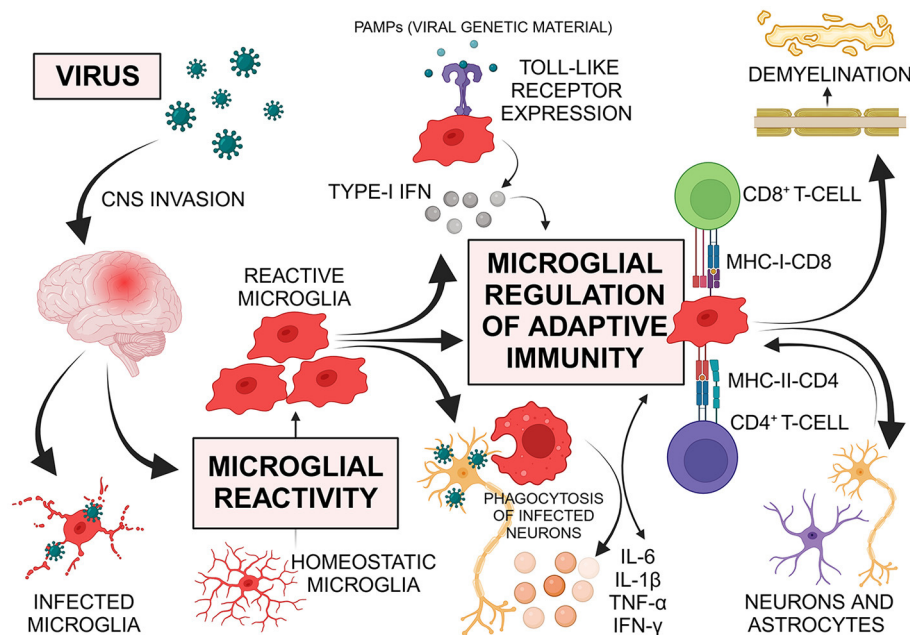 PAMPs (VIRAL GENETIC MATERIAL)
VIRUS
TOLL-LIKE
RECEPTOR
EXPRESSION
DEMYELINATION
CNS INVASION
TYPE-I IFN
CD8⁺ T-CELL
MHC-I-CD8
REACTIVE
MICROGLIA
MICROGLIAL
REGULATION
OF ADAPTIVE
IMMUNITY
MHC-II-CD4
CD4⁺ T-CELL
MICROGLIAL
REACTIVITY
PHAGOCYTOSIS
OF INFECTED
NEURONS
HOMEOSTATIC
MICROGLIA
IL-6
IL-1β
TNF-α
IFN-γ
INFECTED
MICROGLIA
NEURONS AND
ASTROCYTES